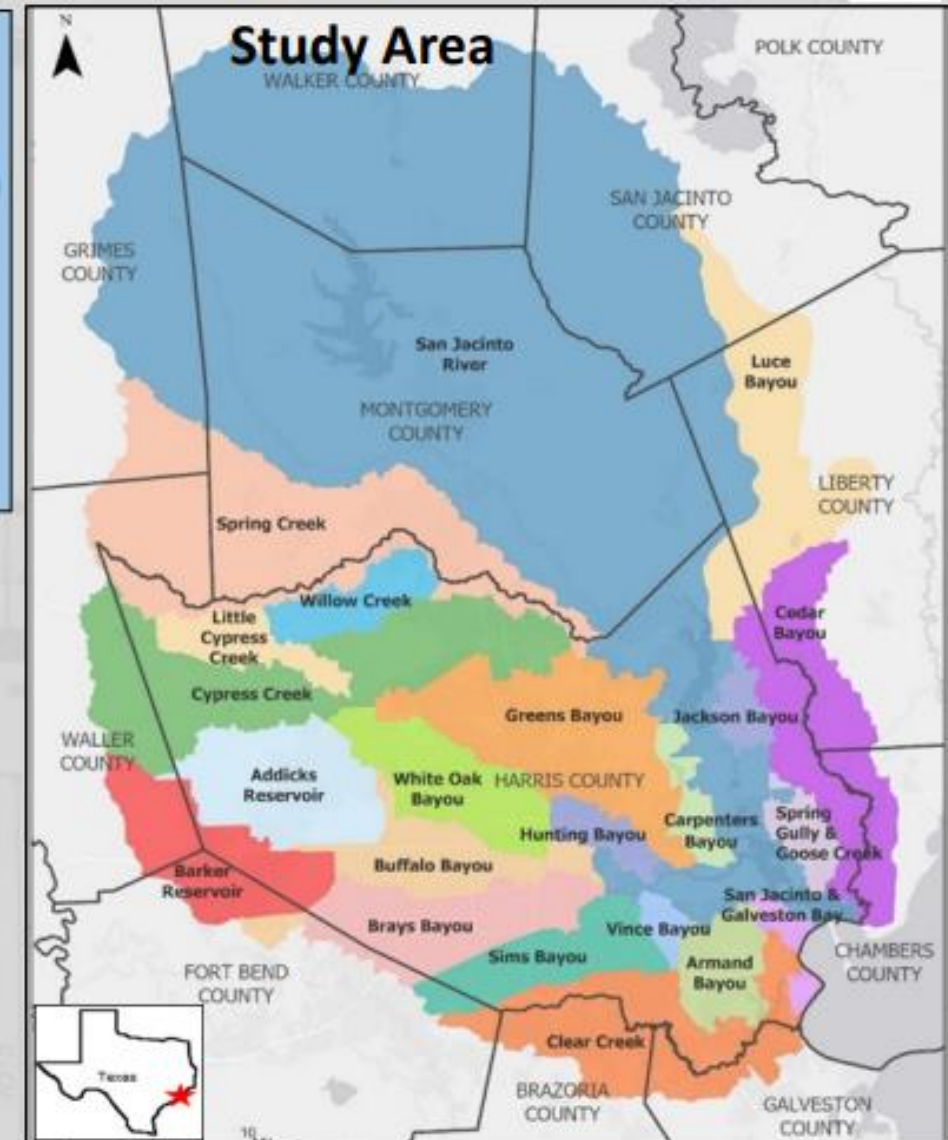 N
Study Area
POLK COUNTY
WALKER COUNTY
SAN JACINTO
COUNTY
GRIMES
COUNTY
San Jacinto
River
Luce
Bayou
MONTGOMERY
COUNTY
LIBERTY
COUNTY
Spring Creek
Willow Creek
Little
Cypress
Creek
Cedar
Bayou
Cypress Creek
Greens Bayou
Jackson Bayou
WALLER
COUNTY
Addicks
Reservoir
White Oak
Bayou
HARRIS COUNTY
Hunting Bayou
Carpenters
Bayou
Spring
Gully &
Goose Creek
Buffalo Bayou
Barker
Reservoir
San Jacinto &
Galveston Bay
Brays Bayou
Vince Bayou
Sims Bayou
Armand
Bayou
CHAMBERS
COUNTY
FORT BEND
COUNTY
Clear Creek
Texas
BRAZORIA
COUNTY
GALVESTON
COUNTY
10